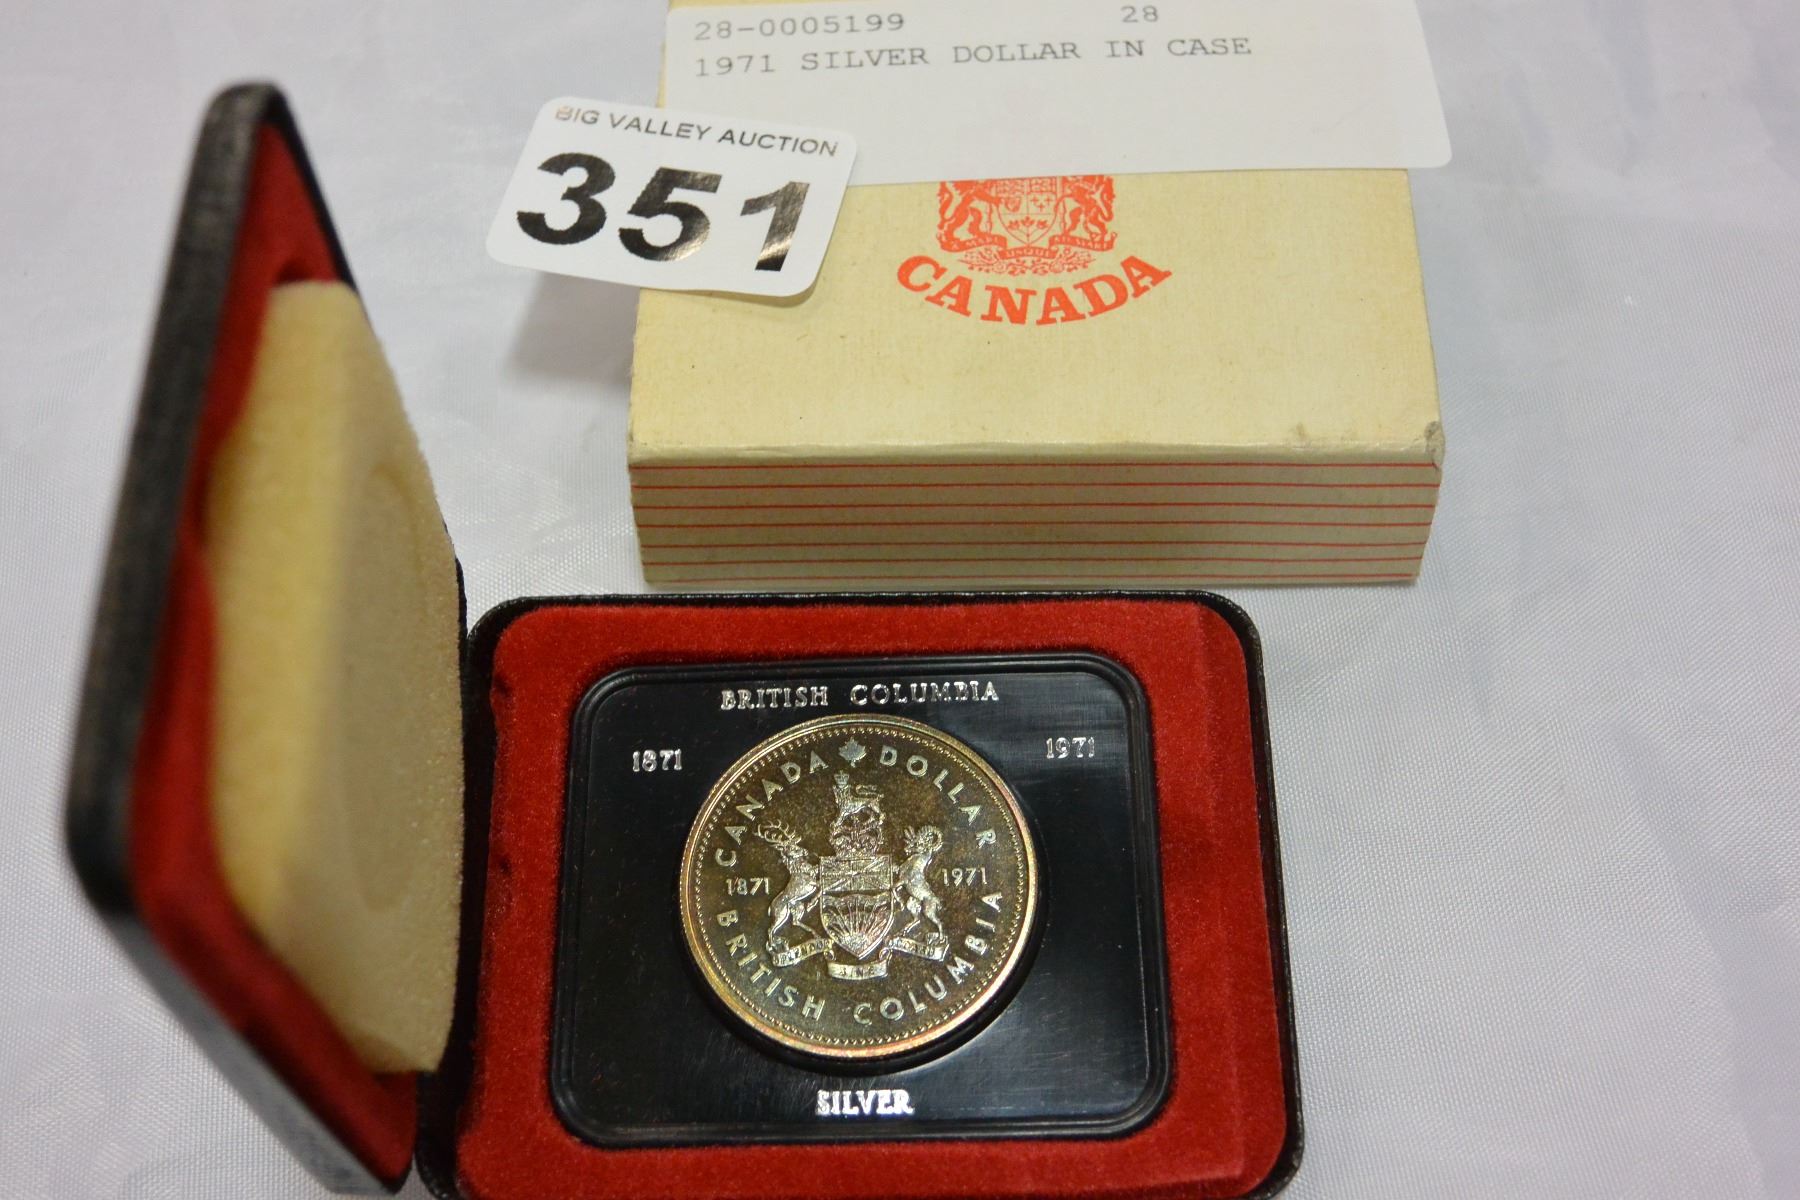 28-0005199 28
1971 SILVER DOLLAR IN CASE
BIG VALLEY AUCTION
351
CANADA
BRITISH COLUMBIA
1871 1971
CANADA DOLLAR
1871 1971
SINE
BRITISH COLUMBIA
SILVER